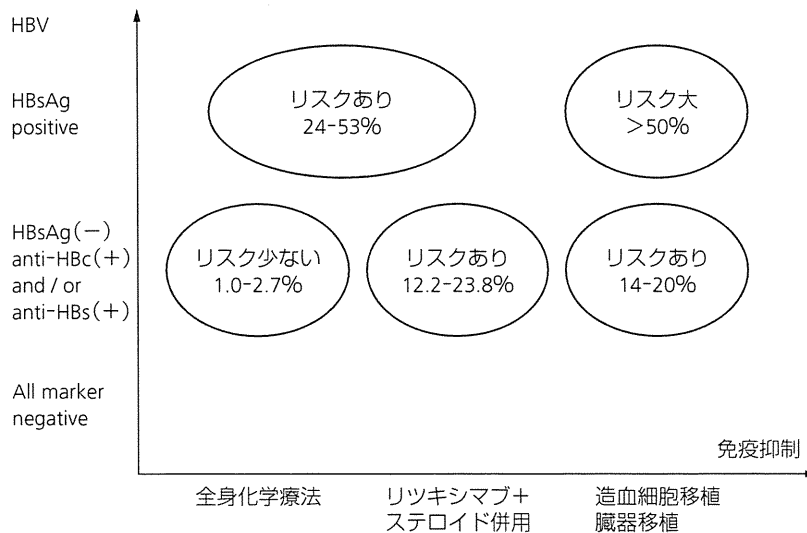 HBV
HBsAg
positive
リスクあり
24-53%
リスク大
>50%
HBsAg(-)
anti-HBc(+)
and / or
anti-HBs(+)
リスク少ない
1.0-2.7%
リスクあり
12.2-23.8%
リスクあり
14-20%
All marker
negative
免疫抑制
全身化学療法
リツキシマブ+
ステロイド併用
造血細胞移植
臓器移植